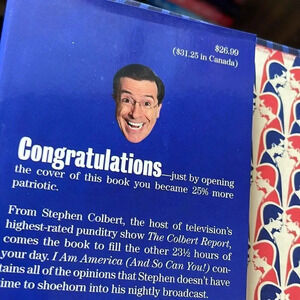 $26.99
($31.25 in Canada)
Congratulations—just by opening
the cover of this book you became 25% more
patriotic.
From Stephen Colbert, the host of television's
highest-rated punditry show The Colbert Report,
comes the book to fill the other 23½ hours of
your day. I Am America (And So Can You!) con-
tains all of the opinions that Stephen doesn't have
time to shoehorn into his nightly broadcast.